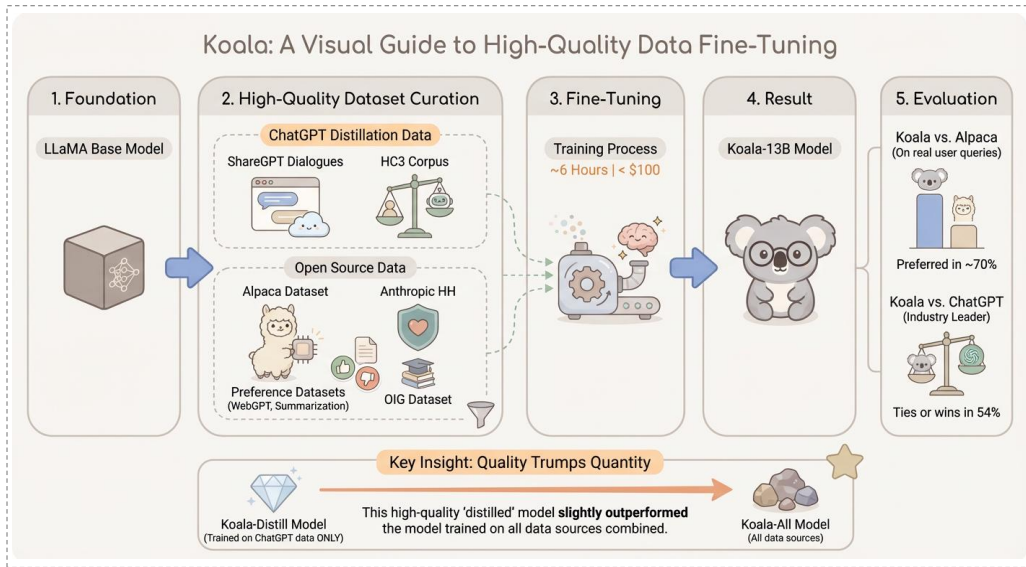 Koala: A Visual Guide to High-Quality Data Fine-Tuning
1. Foundation
LLaMA Base Model
2. High-Quality Dataset Curation
ChatGPT Distillation Data
ShareGPT Dialogues
HC3 Corpus
Open Source Data
Alpaca Dataset
Anthropic HH
Preference Datasets
(WebGPT, Summarization)
OIG Dataset
3. Fine-Tuning
Training Process
~6 Hours | < $100
4. Result
Koala-13B Model
5. Evaluation
Koala vs. Alpaca
(On real user queries)
Preferred in ~70%
Koala vs. ChatGPT
(Industry Leader)
Ties or wins in 54%
Key Insight: Quality Trumps Quantity
Koala-Distill Model
(Trained on ChatGPT data ONLY)
This high-quality 'distilled' model slightly outperformed
the model trained on all data sources combined.
Koala-All Model
(All data sources)